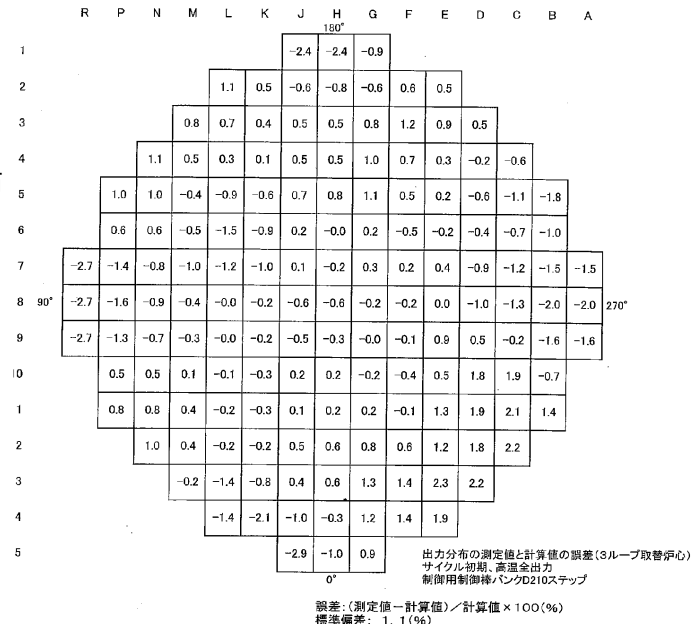 R P N M L K J H G F E D C B A
180°
1 -2.4 -2.4 -0.9
2 1.1 0.5 -0.6 -0.8 -0.6 0.6 0.5
3 0.8 0.7 0.4 0.5 0.5 0.8 1.2 0.9 0.5
4 1.1 0.5 0.3 0.1 0.5 0.5 1.0 0.7 0.3 -0.2 -0.6
5 1.0 1.0 -0.4 -0.9 -0.6 0.7 0.8 1.1 0.5 0.2 -0.6 -1.1 -1.8
6 0.6 0.6 -0.5 -1.5 -0.9 0.2 -0.0 0.2 -0.5 -0.2 -0.4 -0.7 -1.0
7 -2.7 -1.4 -0.8 -1.0 -1.2 -1.0 0.1 -0.2 0.3 0.2 0.4 -0.9 -1.2 -1.5 -1.5
8 90° -2.7 -1.6 -0.9 -0.4 -0.0 -0.2 -0.6 -0.6 -0.2 -0.2 0.0 -1.0 -1.3 -2.0 -2.0 270°
9 -2.7 -1.3 -0.7 -0.3 -0.0 -0.2 -0.5 -0.3 -0.0 -0.1 0.9 0.5 -0.2 -1.6 -1.6
10 0.5 0.5 0.1 -0.1 -0.3 0.2 0.2 -0.2 -0.4 0.5 1.8 1.9 -0.7
1 0.8 0.8 0.4 -0.2 -0.3 0.1 0.2 0.2 -0.1 1.3 1.9 2.1 1.4
2 1.0 0.4 -0.2 -0.2 0.5 0.6 0.8 0.6 1.2 1.8 2.2
3 -0.2 -1.4 -0.8 0.4 0.6 1.3 1.4 2.3 2.2
4 -1.4 -2.1 -1.0 -0.3 1.2 1.4 1.9
5 -2.9 -1.0 0.9
0°
出力分布の測定値と計算値の誤差(3ループ取替炉心)
サイクル初期、高温全出力
制御用制御棒バンクD210ステップ
誤差:(測定値−計算値)/計算値×100(%)
標準偏差: 1.1(%)